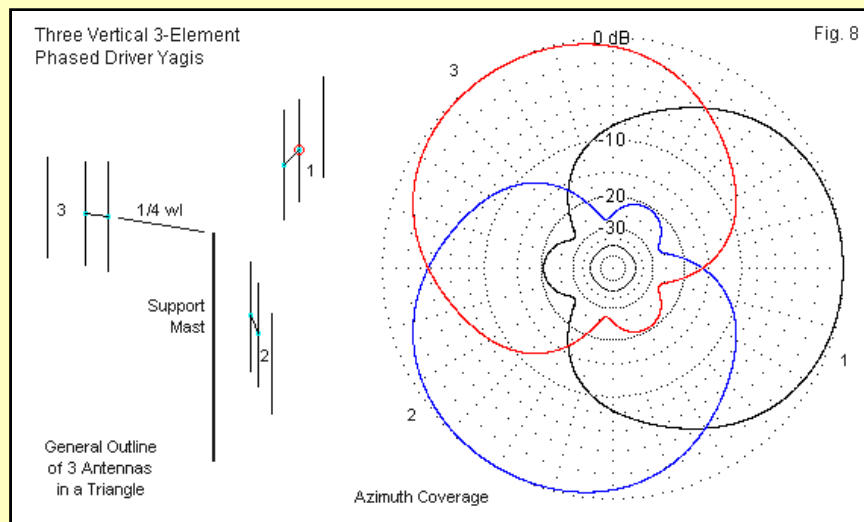 Three Vertical 3-Element
Phased Driver Yagis
Fig. 8
3
1/4 wl
1
Support
Mast
2
General Outline
of 3 Antennas
in a Triangle
0 dB
-10
-20
-30
3
1
2
Azimuth Coverage